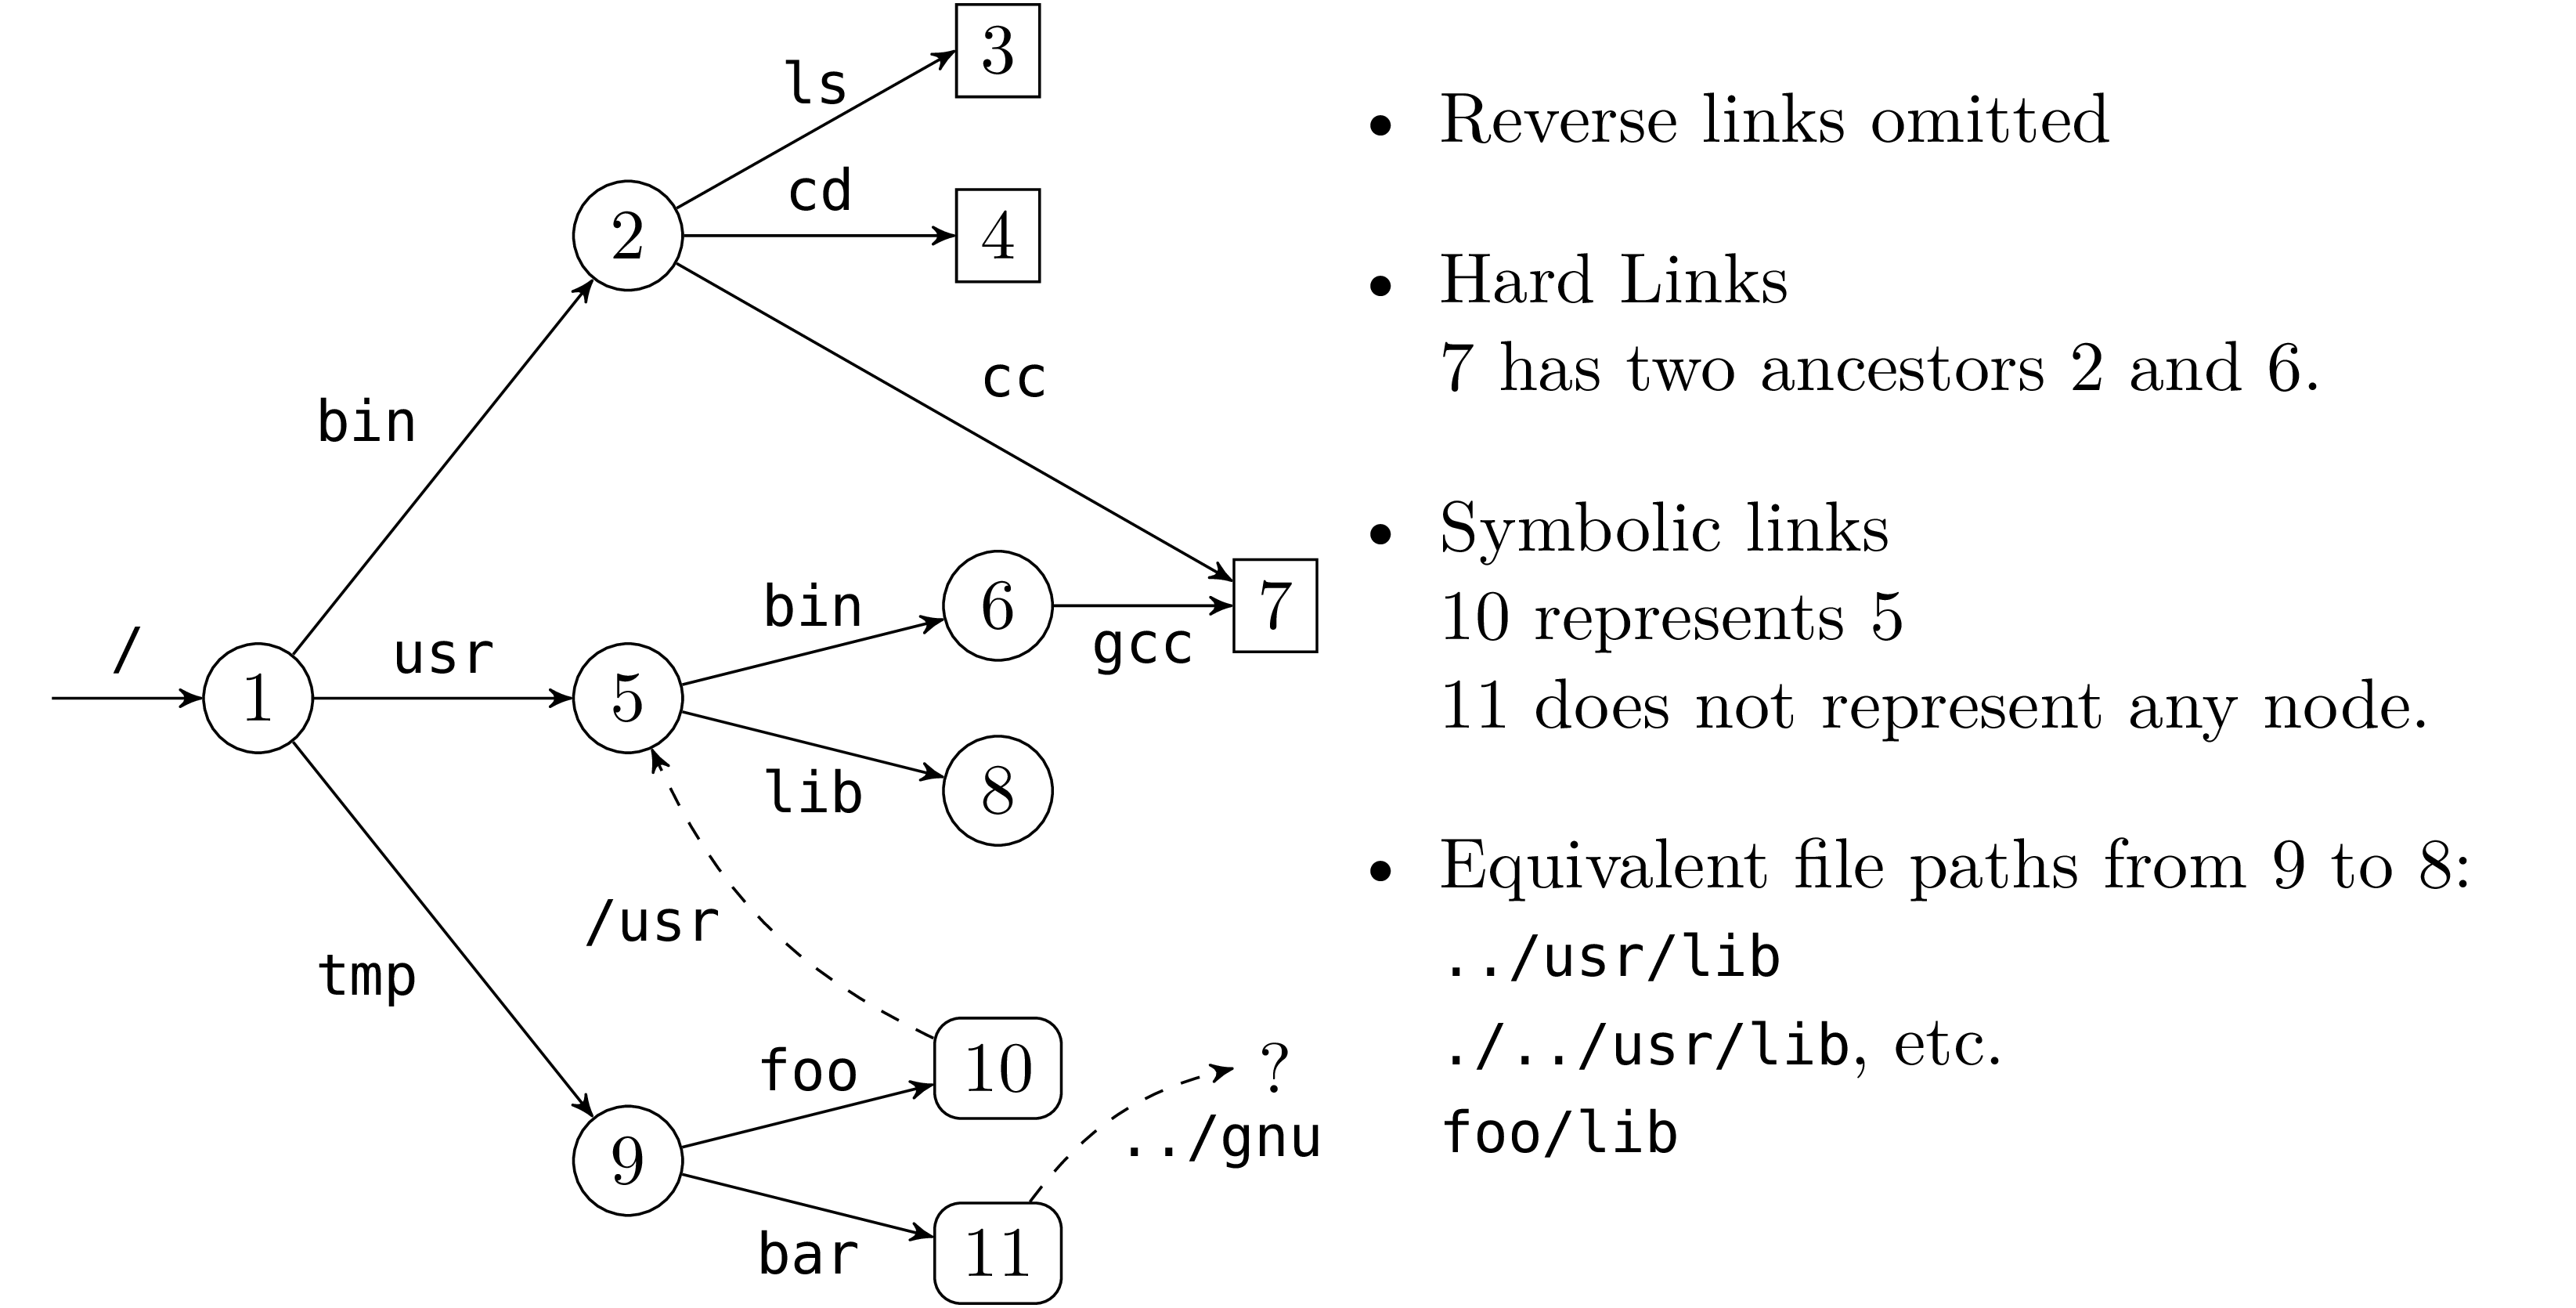 3
ls
cd
2
4
cc
bin
/
usr
1
5
bin
6
gcc
7
lib
8
/usr
tmp
foo
10
?
../gnu
9
bar
11
• Reverse links omitted
• Hard Links
7 has two ancestors 2 and 6.
• Symbolic links
10 represents 5
11 does not represent any node.
• Equivalent file paths from 9 to 8:
../usr/lib
./../usr/lib, etc.
foo/lib